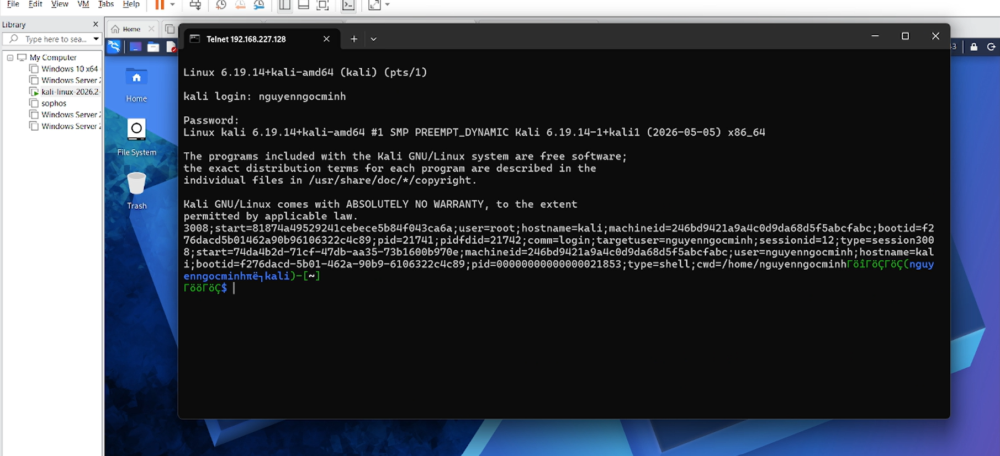 File Edit View VM Tabs Help
Library
Type here to sea...
My Computer
Windows 10 x64
Windows Server
kali-linux-2026.2-
sophos
Windows Server
Windows Server
Home
Home
File System
Trash
Telnet 192.168.227.128
Linux 6.19.14+kali-amd64 (kali) (pts/1)
kali login: nguyenngocminh
Password:
Linux kali 6.19.14+kali-amd64 #1 SMP PREEMPT_DYNAMIC Kali 6.19.14-1+kali1 (2026-05-05) x86_64
The programs included with the Kali GNU/Linux system are free software;
the exact distribution terms for each program are described in the
individual files in /usr/share/doc/*/copyright.
Kali GNU/Linux comes with ABSOLUTELY NO WARRANTY, to the extent
permitted by applicable law.
3008;start=81874a49529241cebece5b84f043ca6a;user=root;hostname=kali;machineid=246bd9421a9a4c0d9da68d5f5abcfabc;bootid=f2
76dacd5b01462a90b96106322c4c89;pid=21741;pidfdid=21742;comm=login;targetuser=nguyenngocminh;sessionid=12;type=session300
8;start=74da4b2d-71cf-47db-aa35-73b1600b970e;machineid=246bd9421a9a4c0d9da68d5f5abcfabc;user=nguyenngocminh;hostname=kal
i;bootid=f276dacd-5b01-462a-90b9-6106322c4c89;pid=00000000000000021853;type=shell;cwd=/home/nguyenngocminhΓöîΓöÇΓöÇ(nguy
enngocminhπë┐kali)-[~]
ΓöööΓöÇ$